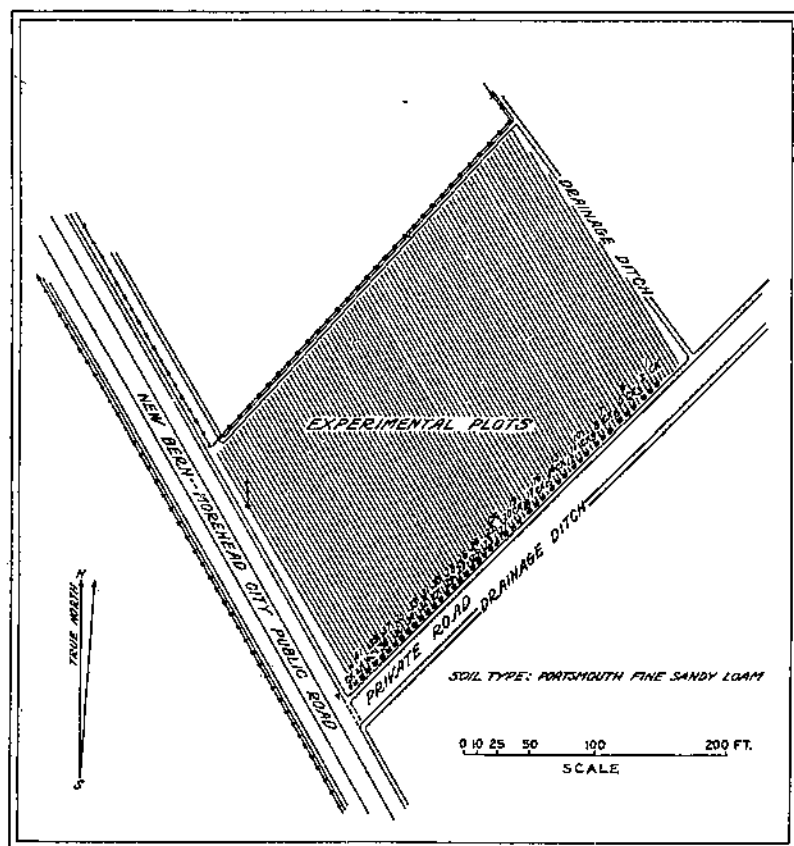 DRAINAGE DITCH
EXPERIMENTAL PLOTS
NEW BERN--MOREHEAD CITY PUBLIC ROAD
PRIVATE ROAD
DRAINAGE DITCH
N
TRUE NORTH
S
SOIL TYPE: PORTSMOUTH FINE SANDY LOAM
0 10 25 50 100 200 FT.
SCALE